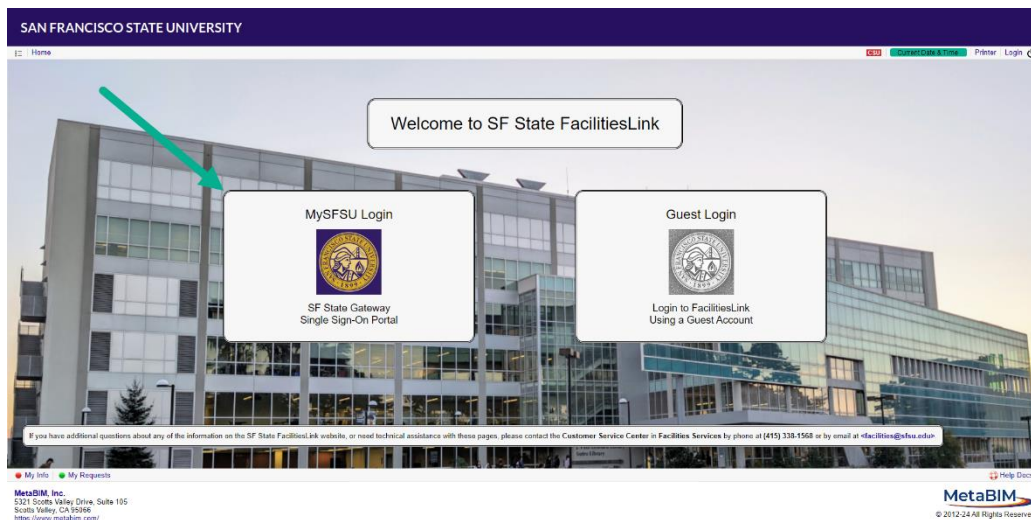 SAN FRANCISCO STATE UNIVERSITY
Home
CSU Current Date & Time Printer Login
Welcome to SF State FacilitiesLink
MySFSU Login
SF State Gateway
Single Sign-On Portal
Guest Login
Login to FacilitiesLink
Using a Guest Account
If you have additional questions about any of the information on the SF State FacilitiesLink website, or need technical assistance with these pages, please contact the Customer Service Center in Facilities Services by phone at (415) 338-1568 or by email at <facilities@sfsu.edu>
My Info My Requests
Help Docs
MetaBIM, Inc.
5321 Scotts Valley Drive, Suite 105
Scotts Valley, CA 95066
https://www.metabim.com/
MetaBIM
© 2012-24 All Rights Reserve